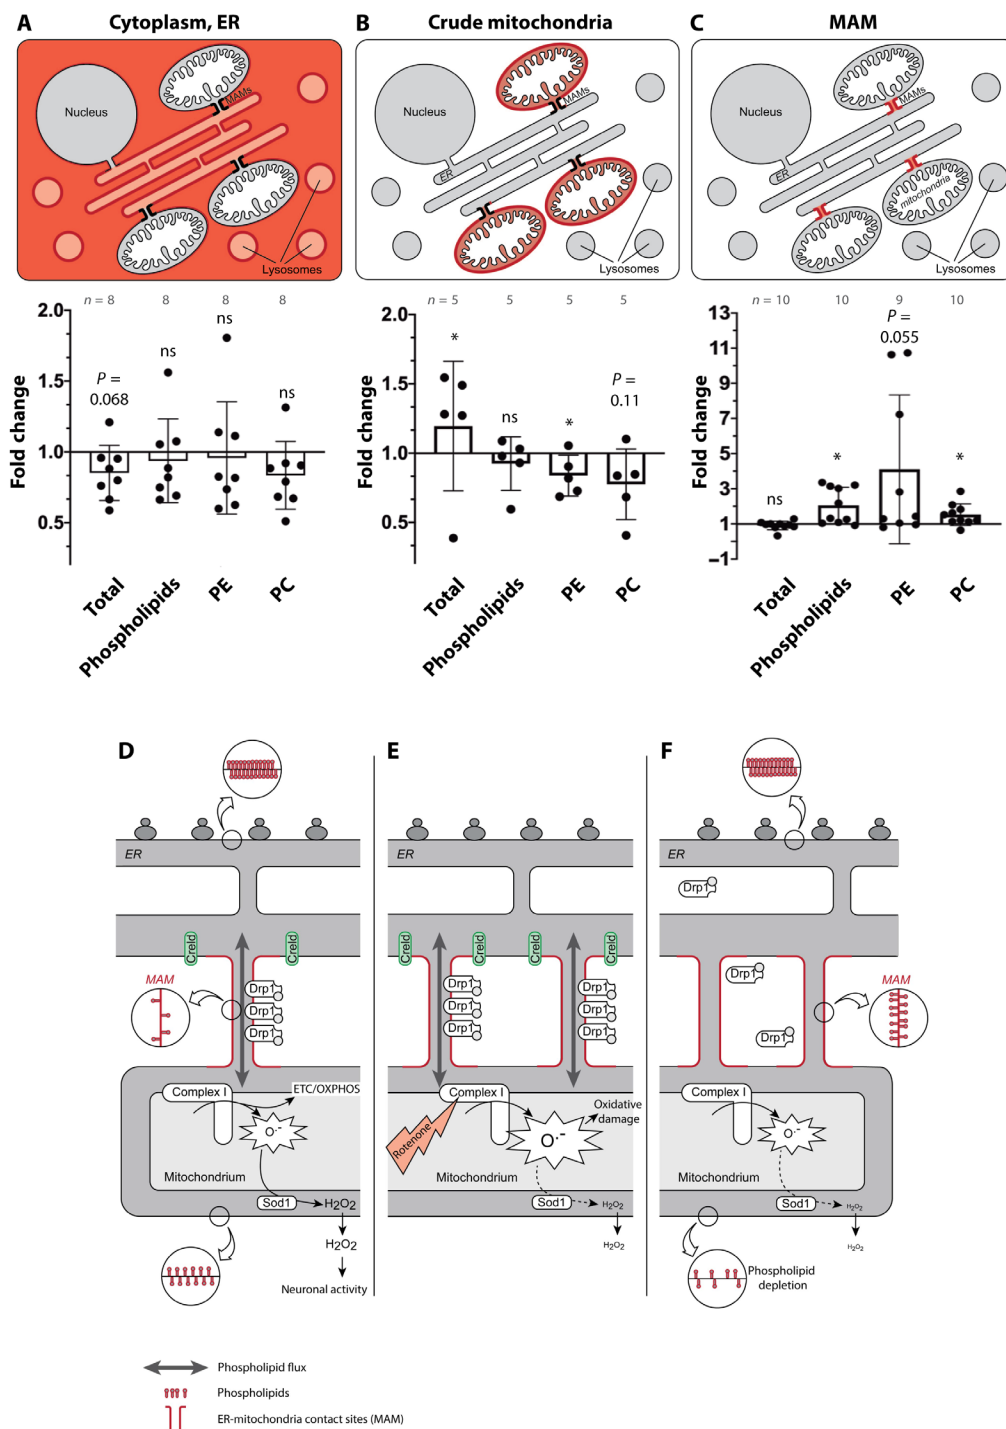 A Cytoplasm, ER
Nucleus
MAMs
Lysosomes
n = 8 8 8 8
Fold change
2.0
1.5
1.0
0.5
P =
0.068
ns
ns
ns
Total
Phospholipids
PE
PC
B Crude mitochondria
Nucleus
MAMs
ER
Lysosomes
n = 5 5 5 5
Fold change
2.0
1.5
1.0
0.5
*
ns
*
P =
0.11
Total
Phospholipids
PE
PC
C MAM
Nucleus
MAMs
ER
mitochondria
Lysosomes
n = 10 10 9 10
Fold change
13
11
9
7
5
3
1
−1
ns
*
P =
0.055
*
Total
Phospholipids
PE
PC
D
ER
Creld
Creld
MAM
Drp1
Drp1
Drp1
Complex I
ETC/OXPHOS
O·-
Mitochondrium
Sod1
H2O2
H2O2
Neuronal activity
E
ER
Creld
Creld
Creld
Creld
Drp1
Drp1
Drp1
Drp1
Drp1
Drp1
Complex I
Rotenone
Oxidative
damage
O·-
Mitochondrium
Sod1
H2O2
H2O2
F
ER
Drp1
Drp1
Drp1
MAM
Complex I
O·-
Mitochondrium
Sod1
H2O2
H2O2
Phospholipid
depletion
Phospholipid flux
Phospholipids
ER-mitochondria contact sites (MAM)